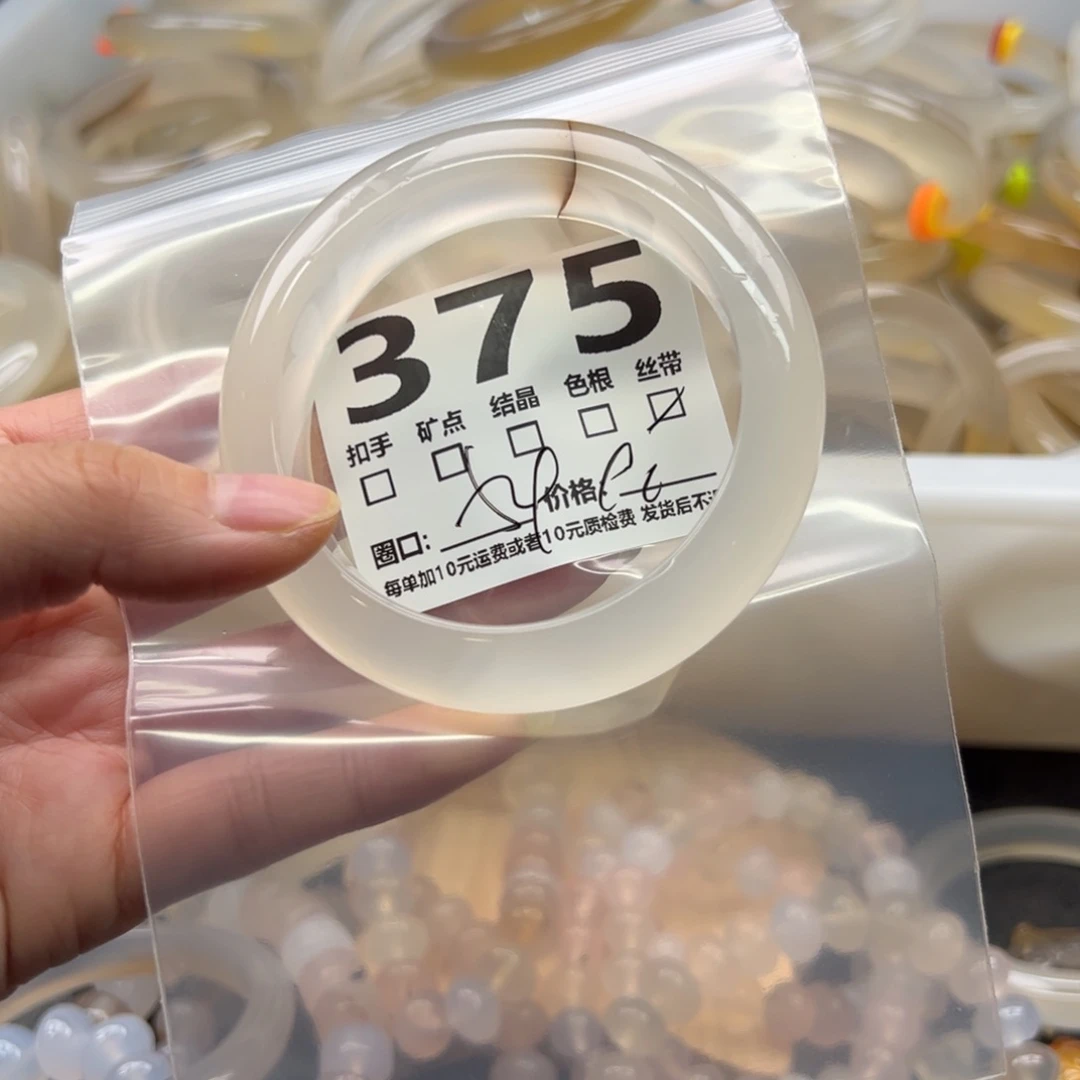 375
扣手 矿点 结晶 色根 丝带
圈口: 价格:
每单加10元运费或者10元质检费 发货后不